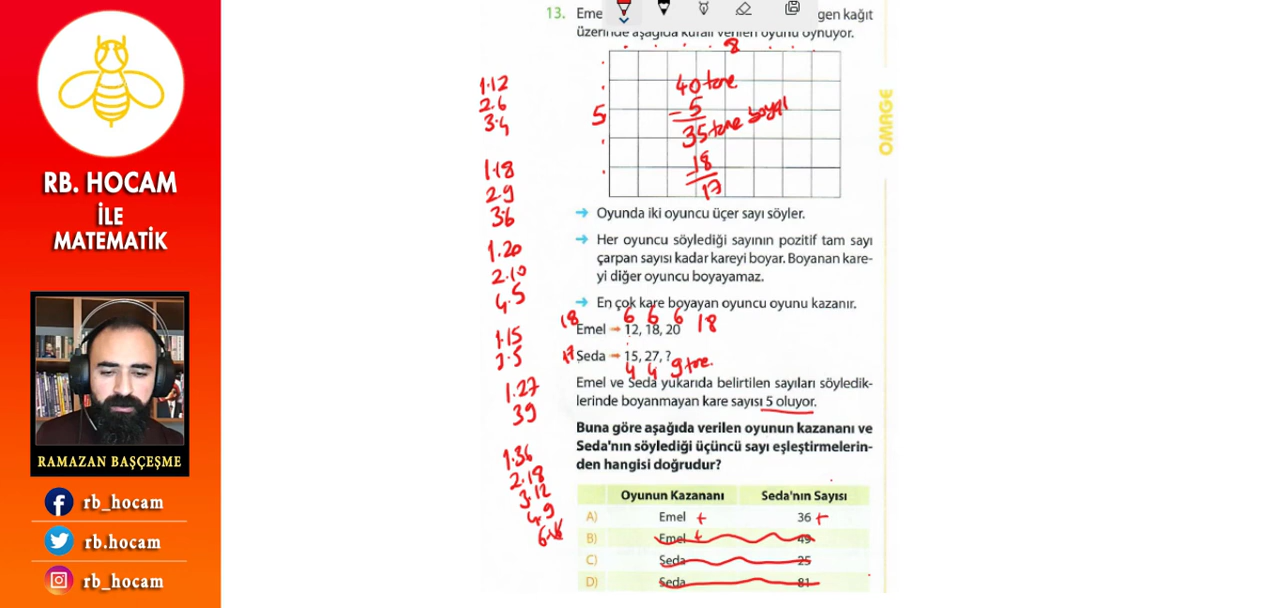 RB. HOCAM
İLE
MATEMATİK
RAMAZAN BAŞÇEŞME
rb_hocam
rb.hocam
rb_hocam
1.12
2.6
3.4
1.18
2.9
3.6
1.20
2.10
4.5
1.15
3.5
1.27
3 9
1.36
2.18
3.12
4.9
13. Eme gen kağıt
üzerinde aşağıda kuralı verilen oyunu oynuyor.
8
5
40 tane
- 5
35 tane boyalı
18
17
OMAGE
→ Oyunda iki oyuncu üçer sayı söyler.
→ Her oyuncu söylediği sayının pozitif tam sayı
çarpan sayısı kadar kareyi boyar. Boyanan kare-
yi diğer oyuncu boyayamaz.
→ En çok kare boyayan oyuncu oyunu kazanır.
6 6 6
18 Emel → 12, 18, 20 18
17 Seda → 15, 27, ?
4 4 9 tane.
Emel ve Seda yukarıda belirtilen sayıları söyledik-
lerinde boyanmayan kare sayısı 5 oluyor.
Buna göre aşağıda verilen oyunun kazananı ve
Seda'nın söylediği üçüncü sayı eşleştirmelerin-
den hangisi doğrudur?
Oyunun Kazananı Seda'nın Sayısı
A) Emel + 36 +
B) Emel + 49
C) Seda 25
D) Seda 81